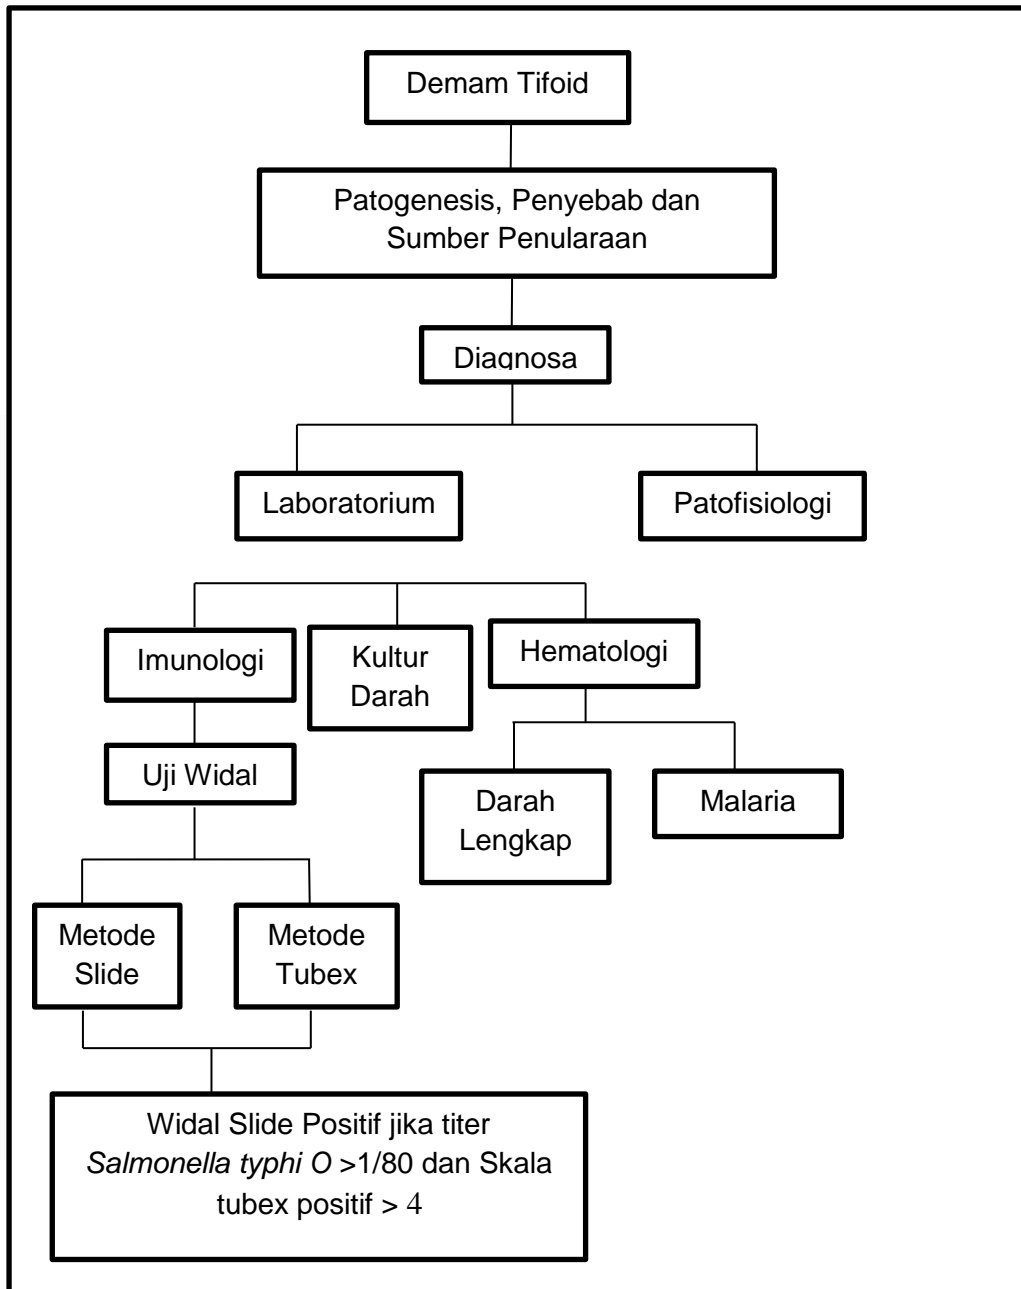 Demam Tifoid
Patogenesis, Penyebab dan
Sumber Penularaan
Diagnosa
Laboratorium
Patofisiologi
Imunologi
Kultur
Darah
Hematologi
Uji Widal
Darah
Lengkap
Malaria
Metode
Slide
Metode
Tubex
Widal Slide Positif jika titer
Salmonella typhi O >1/80 dan Skala
tubex positif > 4